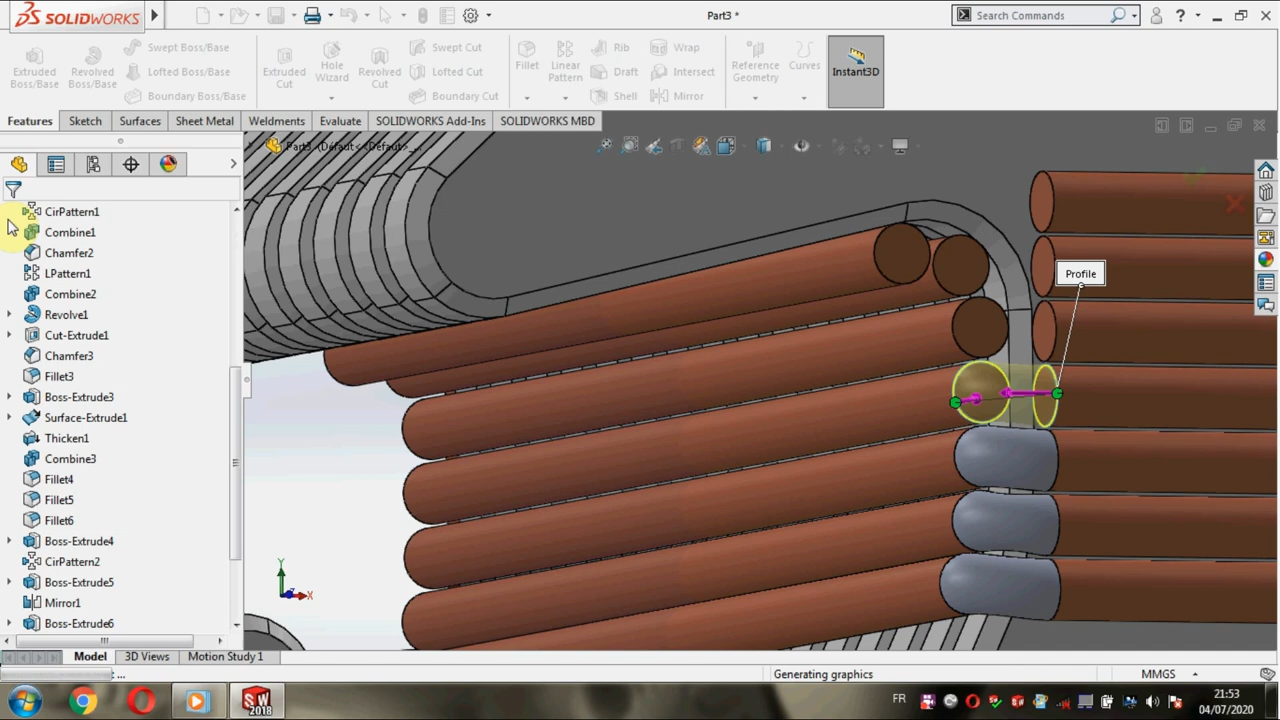 SOLIDWORKS
Part3 *
Search Commands
Extruded Boss/Base
Revolved Boss/Base
Swept Boss/Base
Lofted Boss/Base
Boundary Boss/Base
Extruded Cut
Hole Wizard
Revolved Cut
Swept Cut
Lofted Cut
Boundary Cut
Fillet
Linear Pattern
Rib
Draft
Shell
Wrap
Intersect
Mirror
Reference Geometry
Curves
Instant3D
Features
Sketch
Surfaces
Sheet Metal
Weldments
Evaluate
SOLIDWORKS Add-Ins
SOLIDWORKS MBD
Part3 (Défaut<<Défaut>_...
CirPattern1
Combine1
Chamfer2
LPattern1
Combine2
Revolve1
Cut-Extrude1
Chamfer3
Fillet3
Boss-Extrude3
Surface-Extrude1
Thicken1
Combine3
Fillet4
Fillet5
Fillet6
Boss-Extrude4
CirPattern2
Boss-Extrude5
Mirror1
Boss-Extrude6
Profile
Y
X
Model
3D Views
Motion Study 1
...
Generating graphics
MMGS
SW
2018
FR
21:53
04/07/2020